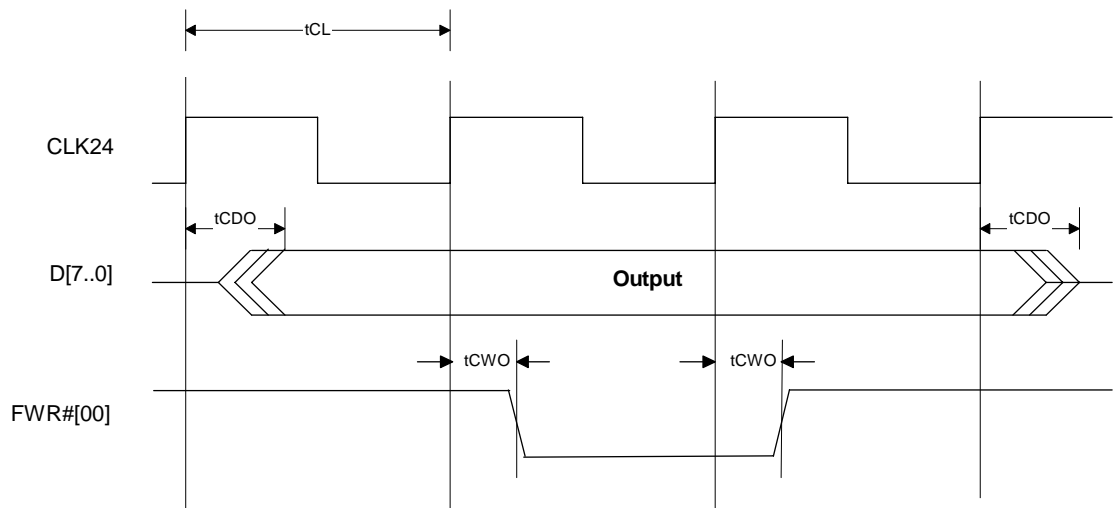 tCL
CLK24
tCDO
tCDO
D[7..0]
Output
tCWO
tCWO
FWR#[00]